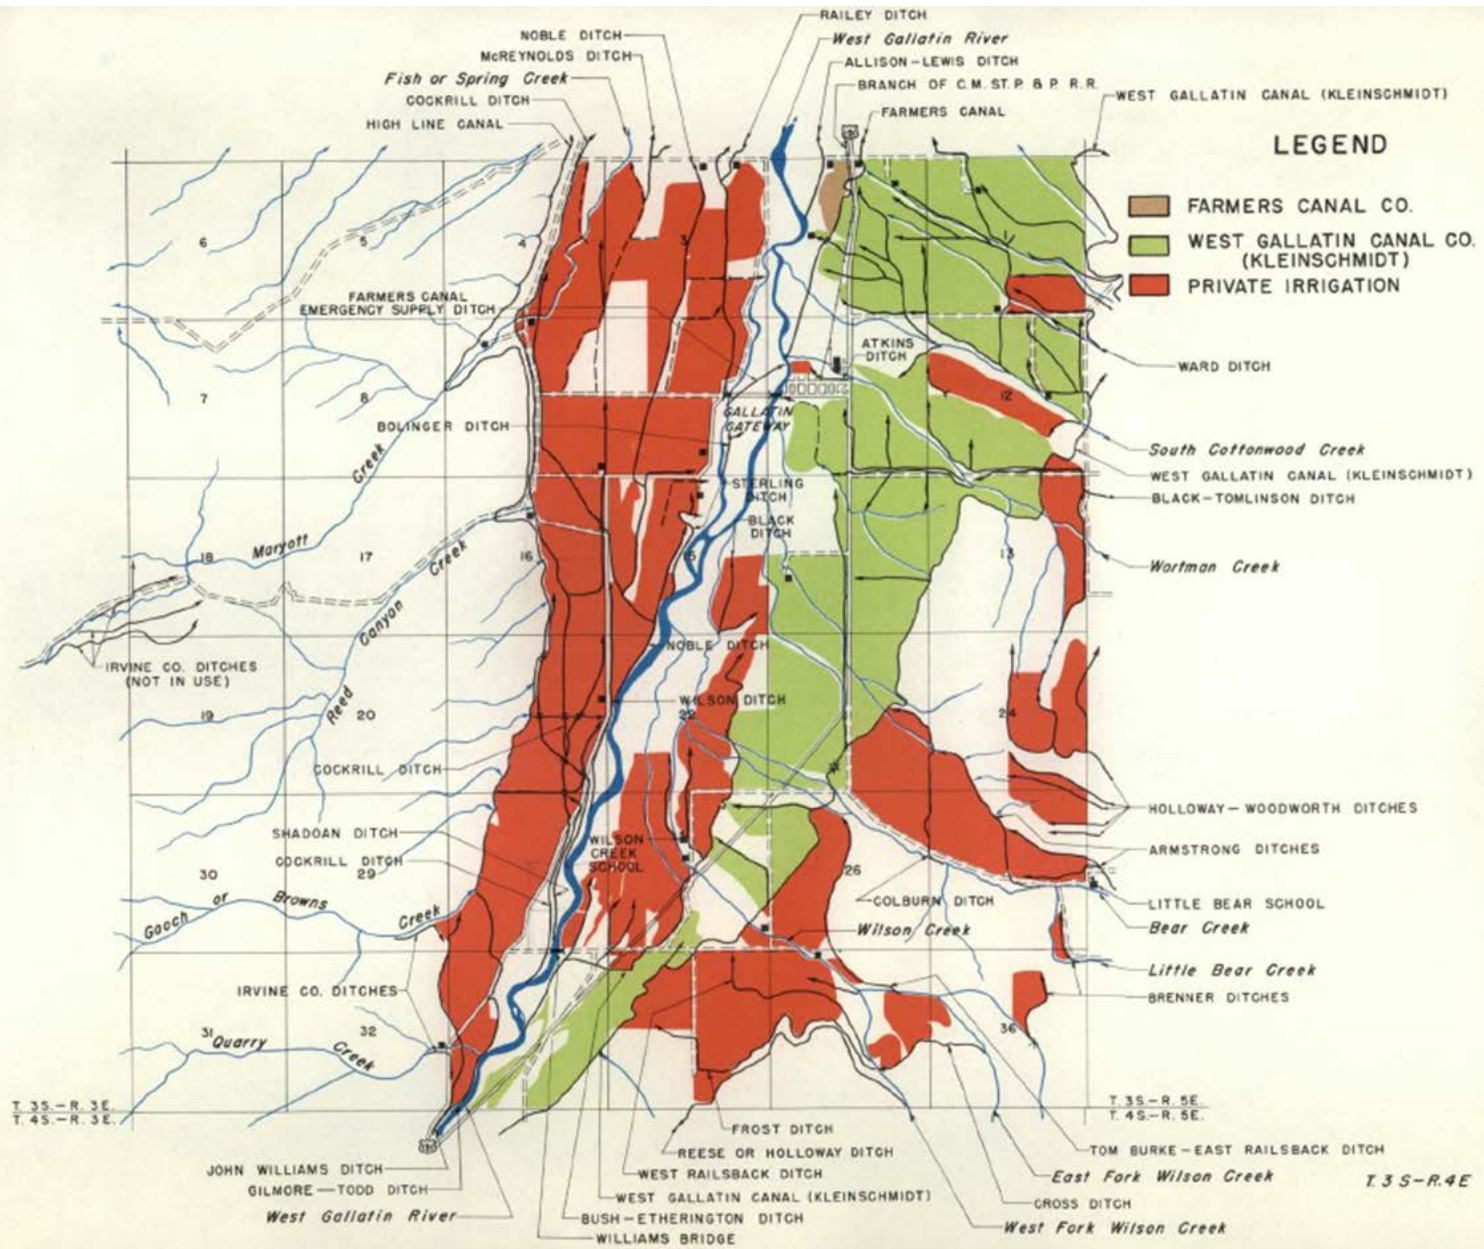 RAILEY DITCH
NOBLE DITCH
West Gallatin River
McREYNOLDS DITCH
ALLISON-LEWIS DITCH
Fish or Spring Creek
BRANCH OF C.M. ST. P. & P. R.R.
COCKRILL DITCH
WEST GALLATIN CANAL (KLEINSCHMIDT)
FARMERS CANAL
HIGH LINE CANAL
LEGEND
FARMERS CANAL CO.
WEST GALLATIN CANAL CO.
(KLEINSCHMIDT)
PRIVATE IRRIGATION
6
5
4
3
1
FARMERS CANAL
EMERGENCY SUPPLY DITCH
ATKINS
DITCH
WARD DITCH
7
8
12
BOLINGER DITCH
GALLATIN
GATEWAY
South Cottonwood Creek
WEST GALLATIN CANAL (KLEINSCHMIDT)
BLACK-TOMLINSON DITCH
STERLING
DITCH
BLACK
DITCH
Maryott
Creek
18
17
16
15
13
Wortman Creek
Reed
Canyon
Creek
IRVINE CO. DITCHES
(NOT IN USE)
NOBLE DITCH
WILSON DITCH
19
20
22
24
COCKRILL DITCH
HOLLOWAY-WOODWORTH DITCHES
SHADOAN DITCH
WILSON
CREEK
SCHOOL
ARMSTRONG DITCHES
COCKRILL DITCH
30
29
26
COLBURN DITCH
LITTLE BEAR SCHOOL
Gooch or Browns Creek
Wilson Creek
Bear Creek
Little Bear Creek
IRVINE CO. DITCHES
BRENNER DITCHES
31
32
36
Quarry Creek
T. 3S.-R. 3E.
T. 4S.-R. 3E.
T. 3S.-R. 5E.
T. 4S.-R. 5E.
FROST DITCH
REESE OR HOLLOWAY DITCH
TOM BURKE-EAST RAILSBACK DITCH
JOHN WILLIAMS DITCH
WEST RAILSBACK DITCH
East Fork Wilson Creek
T. 3 S-R. 4 E
GILMORE-TODD DITCH
WEST GALLATIN CANAL (KLEINSCHMIDT)
CROSS DITCH
West Gallatin River
BUSH-ETHERINGTON DITCH
West Fork Wilson Creek
WILLIAMS BRIDGE